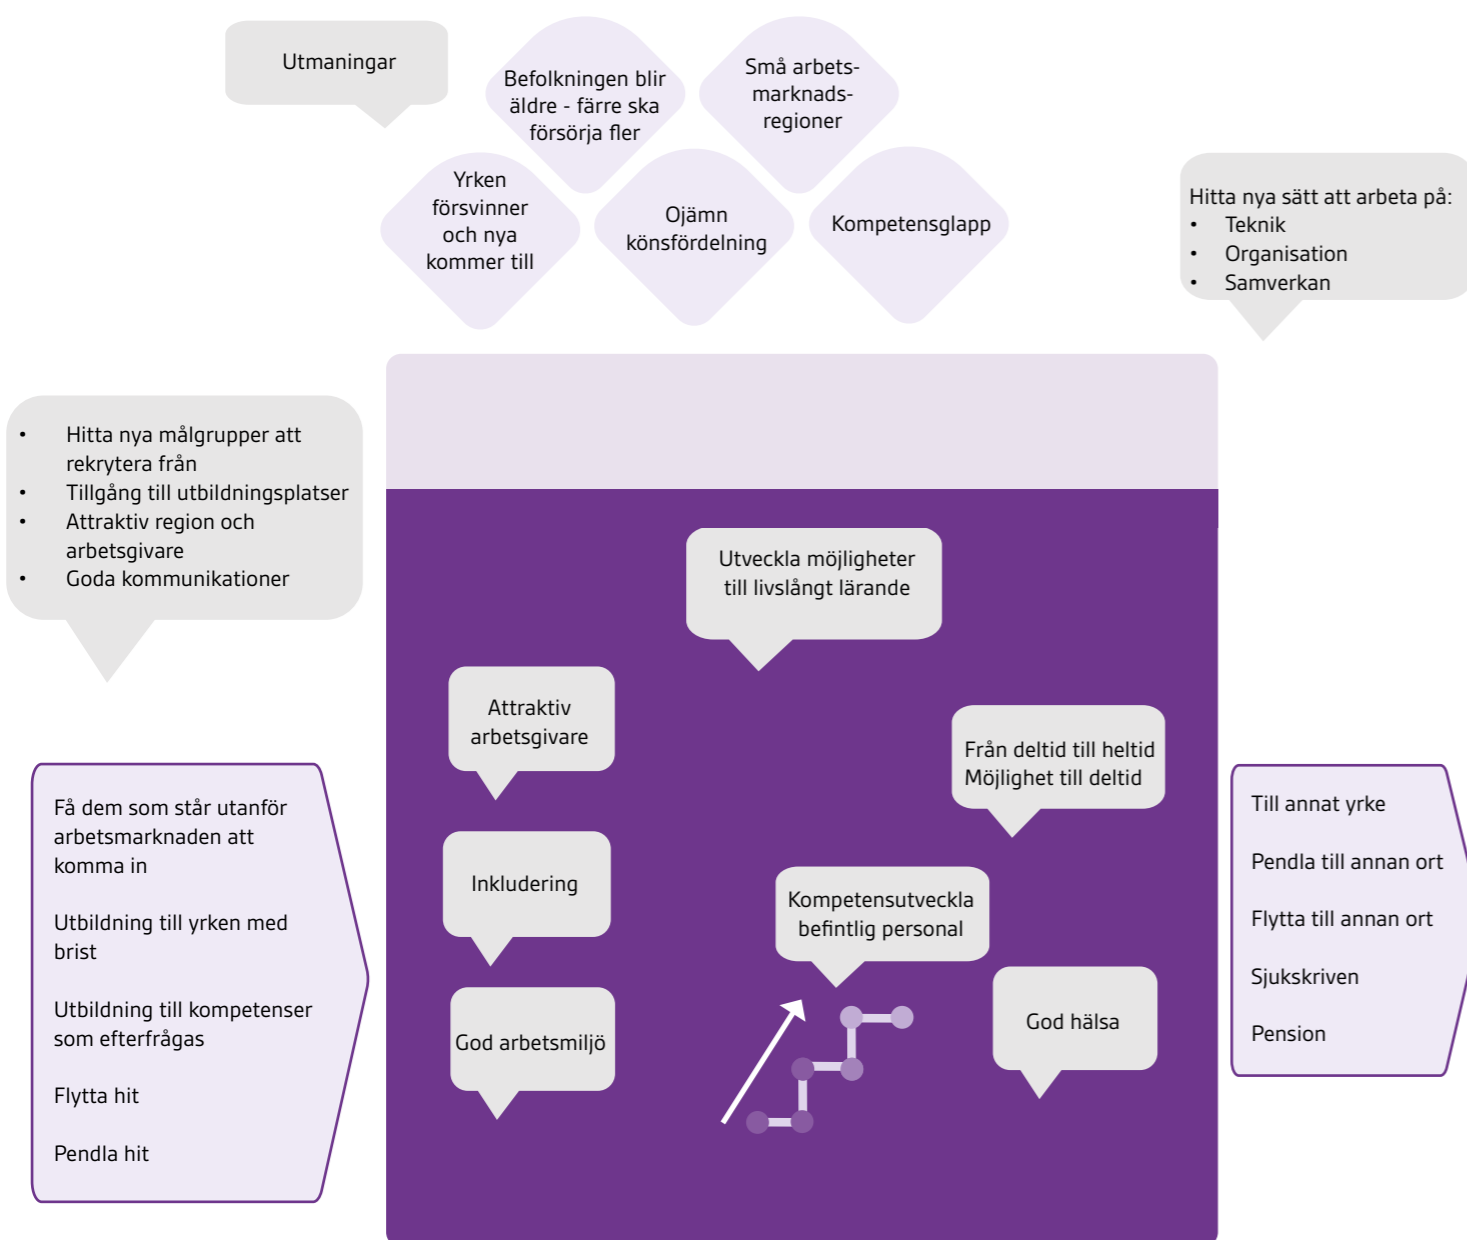 Utmaningar
Befolkningen blir
äldre - färre ska
försörja fler
Små arbets-
marknads-
regioner
Yrken
försvinner
och nya
kommer till
Ojämn
könsfördelning
Kompetensglapp
Hitta nya sätt att arbeta på:
• Teknik
• Organisation
• Samverkan
• Hitta nya målgrupper att
rekrytera från
• Tillgång till utbildningsplatser
• Attraktiv region och
arbetsgivare
• Goda kommunikationer
Utveckla möjligheter
till livslångt lärande
Attraktiv
arbetsgivare
Från deltid till heltid
Möjlighet till deltid
Inkludering
Kompetensutveckla
befintlig personal
God arbetsmiljö
God hälsa
Få dem som står utanför
arbetsmarknaden att
komma in
Utbildning till yrken med
brist
Utbildning till kompetenser
som efterfrågas
Flytta hit
Pendla hit
Till annat yrke
Pendla till annan ort
Flytta till annan ort
Sjukskriven
Pension